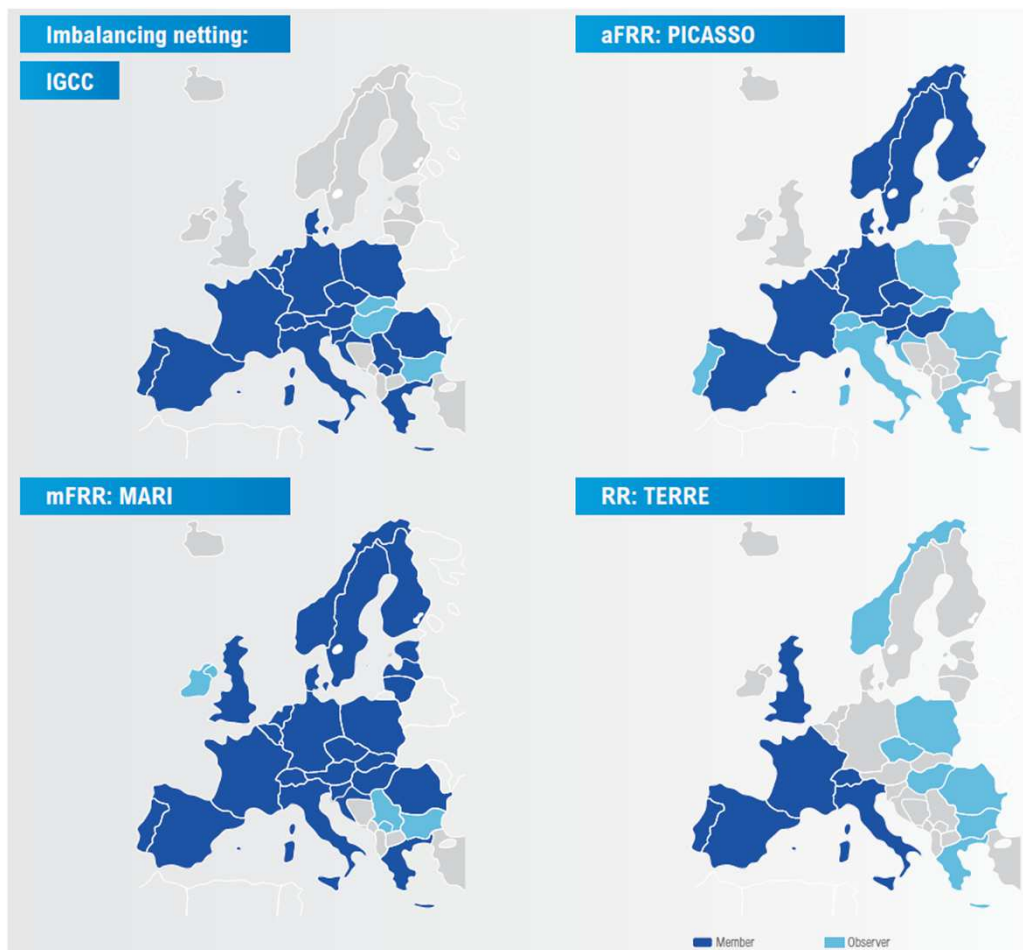 Imbalancing netting:
IGCC
aFRR: PICASSO
mFRR: MARI
RR: TERRE
Member
Observer